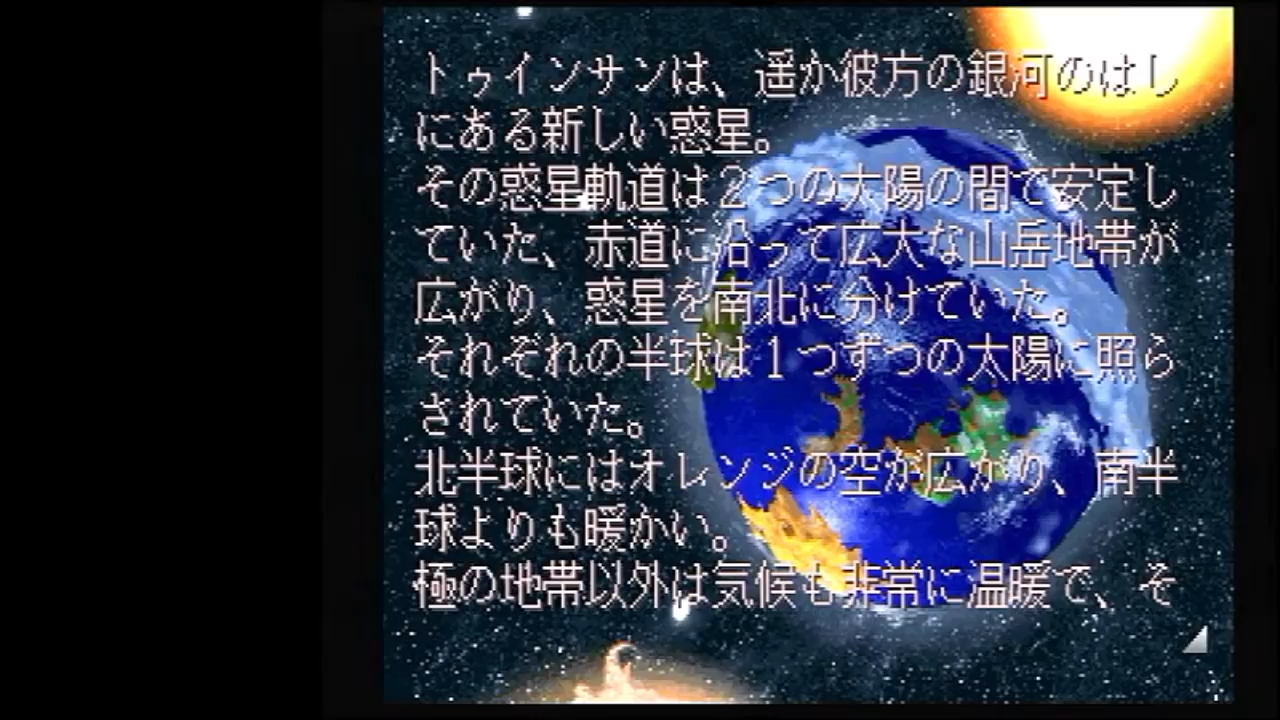 トゥインサンは、遥か彼方の銀河のはし
にある新しい惑星。
その惑星軌道は２つの太陽の間で安定し
ていた、赤道に沿って広大な山岳地帯が
広がり、惑星を南北に分けていた。
それぞれの半球は１つずつの太陽に照ら
されていた。
北半球にはオレンジの空が広がり、南半
球よりも暖かい。
極の地帯以外は気候も非常に温暖で、そ